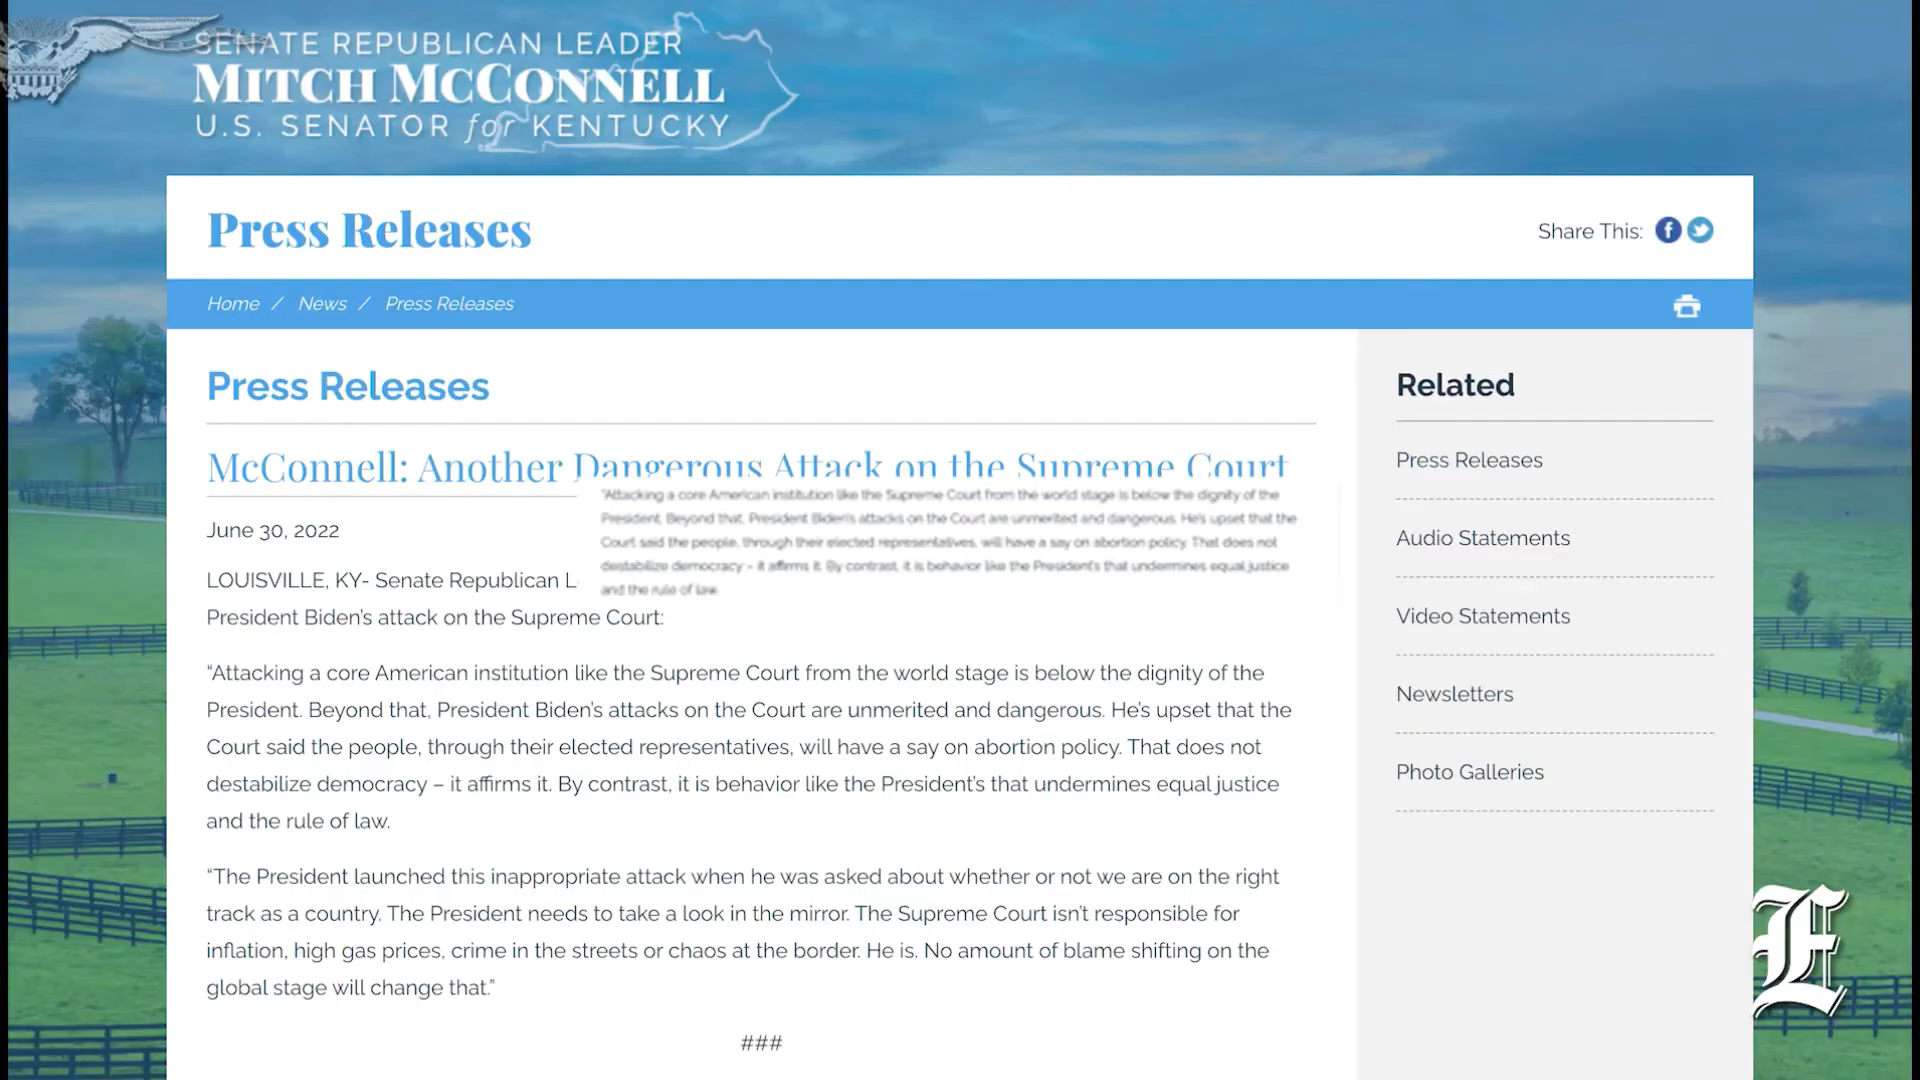 SENATE REPUBLICAN LEADER
MITCH MCCONNELL
U.S. SENATOR for KENTUCKY
Press Releases
Share This:
Home / News / Press Releases
Press Releases
McConnell: Another Dangerous Attack on the Supreme Court
"Attacking a core American institution like the Supreme Court from the world stage is below the dignity of the
President. Beyond that, President Biden's attacks on the Court are unmerited and dangerous. He's upset that the
Court said the people, through their elected representatives, will have a say on abortion policy. That does not
destabilize democracy – it affirms it. By contrast, it is behavior like the President's that undermines equal justice
and the rule of law.
June 30, 2022
LOUISVILLE, KY- Senate Republican L
President Biden's attack on the Supreme Court:
“Attacking a core American institution like the Supreme Court from the world stage is below the dignity of the
President. Beyond that, President Biden's attacks on the Court are unmerited and dangerous. He's upset that the
Court said the people, through their elected representatives, will have a say on abortion policy. That does not
destabilize democracy – it affirms it. By contrast, it is behavior like the President's that undermines equal justice
and the rule of law.
“The President launched this inappropriate attack when he was asked about whether or not we are on the right
track as a country. The President needs to take a look in the mirror. The Supreme Court isn't responsible for
inflation, high gas prices, crime in the streets or chaos at the border. He is. No amount of blame shifting on the
global stage will change that.”
###
Related
Press Releases
Audio Statements
Video Statements
Newsletters
Photo Galleries
E